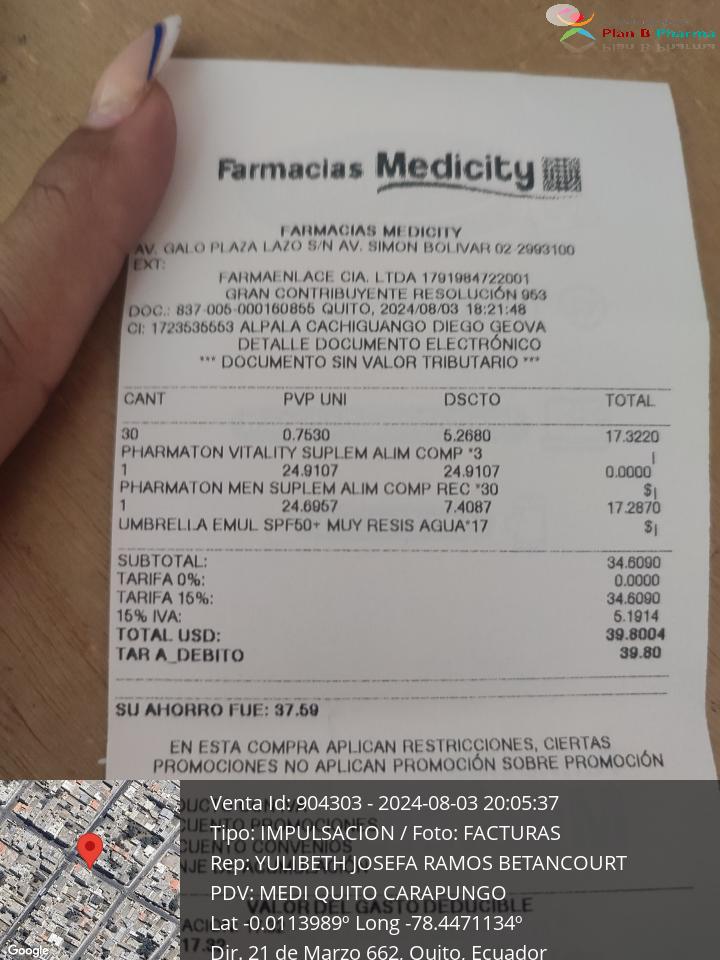 Plan B Pharma
Farmacias Medicity
FARMACIAS MEDICITY
AV. GALO PLAZA LAZO S/N AV. SIMON BOLIVAR 02-2993100
EXT:
FARMAENLACE CIA. LTDA 1791984722001
GRAN CONTRIBUYENTE RESOLUCIÓN 953
DOC.: 837-005-000160855 QUITO, 2024/08/03 18:21:48
CI: 1723535553 ALPALA CACHIGUANGO DIEGO GEOVA
DETALLE DOCUMENTO ELECTRÓNICO
*** DOCUMENTO SIN VALOR TRIBUTARIO ***
CANT PVP UNI DSCTO TOTAL
30 0.7530 5.2680 17.3220
PHARMATON VITALITY SUPLEM ALIM COMP *3 |
1 24.9107 24.9107 0.0000
PHARMATON MEN SUPLEM ALIM COMP REC *30 $|
1 24.6957 7.4087 17.2870
UMBRELLA EMUL SPF50+ MUY RESIS AGUA*17 $|
SUBTOTAL: 34.6090
TARIFA 0%: 0.0000
TARIFA 15%: 34.6090
15% IVA: 5.1914
TOTAL USD: 39.8004
TAR A_DEBITO 39.80
SU AHORRO FUE: 37.59
EN ESTA COMPRA APLICAN RESTRICCIONES, CIERTAS
PROMOCIONES NO APLICAN PROMOCIÓN SOBRE PROMOCIÓN
Venta Id: 904303 - 2024-08-03 20:05:37
Tipo: IMPULSACION / Foto: FACTURAS
Rep: YULIBETH JOSEFA RAMOS BETANCOURT
PDV: MEDI QUITO CARAPUNGO
VALOR DEL GASTO DEDUCIBLE
Lat -0.0113989° Long -78.4471134°
Dir. 21 de Marzo 662, Quito, Ecuador
Google